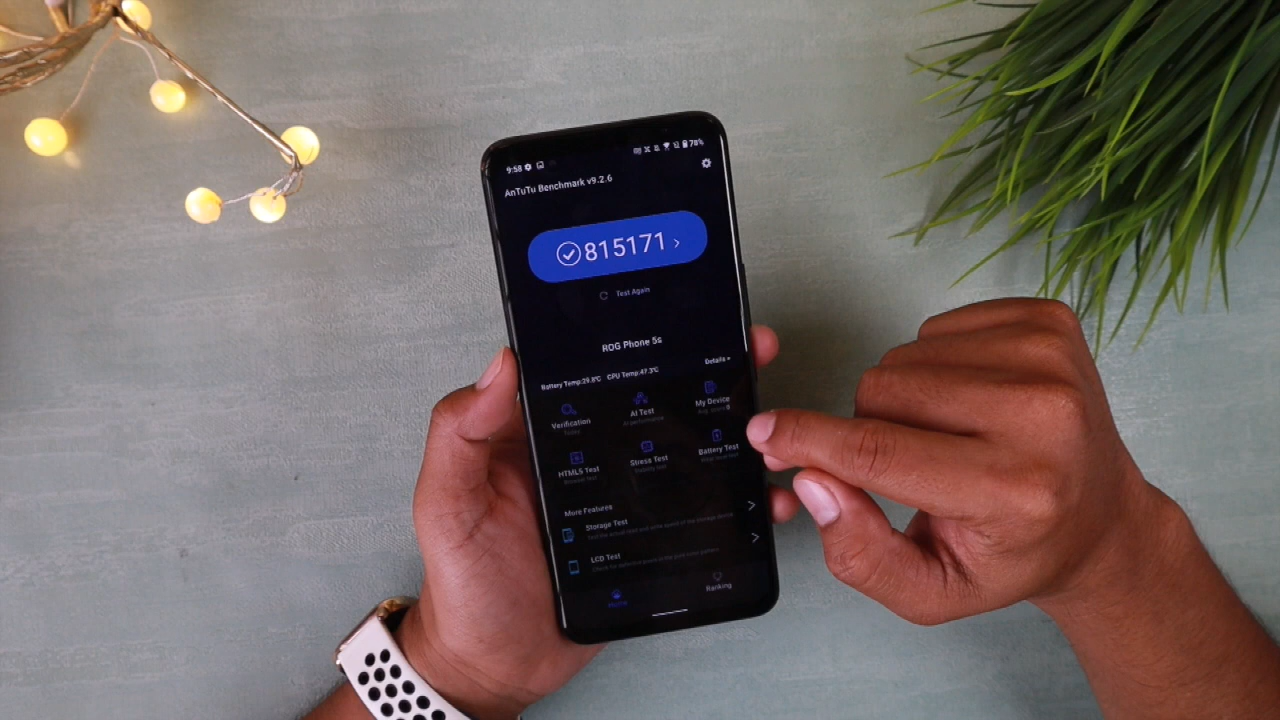 9:58
78%
AnTuTu Benchmark v9.2.6
815171 >
Test Again
ROG Phone 5s
Details
Battery Temp:29.8℃ CPU Temp:47.3℃
Verification
AI Test
My Device
HTML5 Test
Stress Test
Battery Test
More Features
Storage Test
LCD Test
Home
Ranking